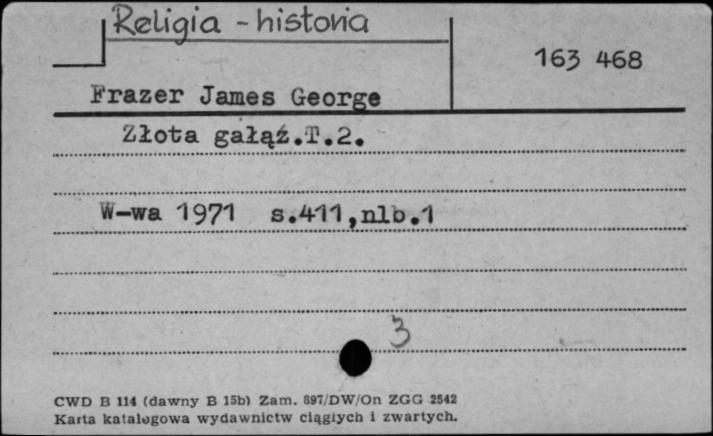 Religia - historia
163 468
Frazer James George
Złota gałąź.T.2.
W-wa 1971 s.411,nlb.1
3
CWD B 114 (dawny B 15b) Zam. 897/DW/On ZGG 2542
Karta katalogowa wydawnictw ciągłych i zwartych.